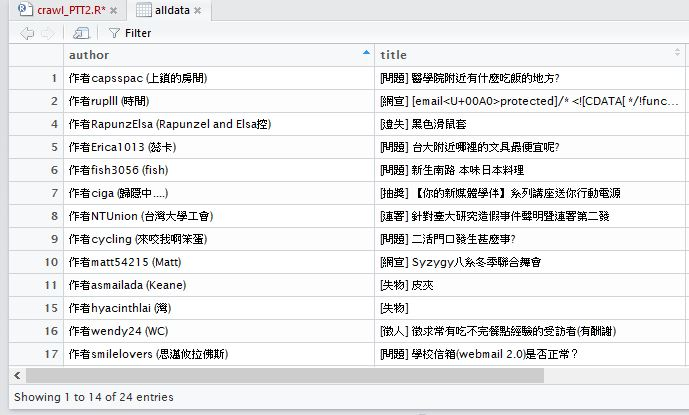 crawl_PTT2.R* alldata
Filter
author title
1 作者capsspac (上鎖的房間) [問題] 醫學院附近有什麼吃飯的地方?
2 作者ruplll (時間) [網宣] [email<U+00A0>protected]/* <![CDATA[ */!func...
4 作者RapunzElsa (Rapunzel and Elsa控) [遺失] 黑色滑鼠套
5 作者Erica1013 (蕊卡) [問題] 台大附近哪裡的文具最便宜呢?
6 作者fish3056 (fish) [問題] 新生南路 本味日本料理
7 作者ciga (歸隱中....) [抽獎] 【你的新媒體學伴】系列講座送你行動電源
8 作者NTUnion (台灣大學工會) [連署] 針對臺大研究造假事件聲明暨連署第二發
9 作者cycling (來咬我啊笨蛋) [問題] 二活門口發生甚麼事?
10 作者matt54215 (Matt) [網宣] Syzygy八系冬季聯合舞會
11 作者asmailada (Keane) [失物] 皮夾
15 作者hyacinthlai (灣) [失物]
16 作者wendy24 (WC) [徵人] 徵求常有吃不完餐點經驗的受訪者(有酬謝)
17 作者smilelovers (思邁俠拉佛斯) [問題] 學校信箱(webmail 2.0)是否正常?
Showing 1 to 14 of 24 entries